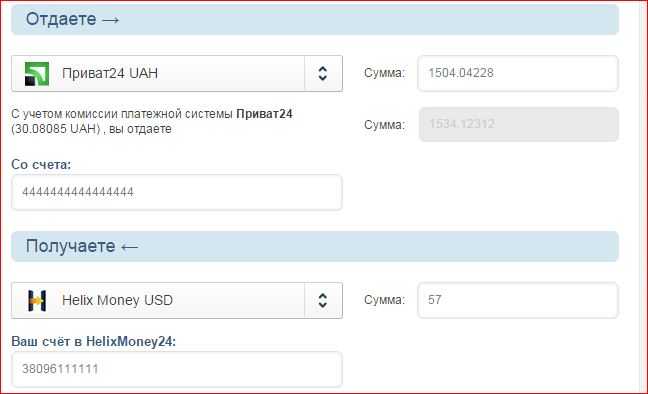 Отдаете →
Приват24 UAH
Сумма: 1504.04228
С учетом комиссии платежной системы Приват24
(30.08085 UAH) , вы отдаете
Сумма: 1534.12312
Со счета:
4444444444444444
Получаете ←
Helix Money USD
Сумма: 57
Ваш счёт в HelixMoney24:
38096111111